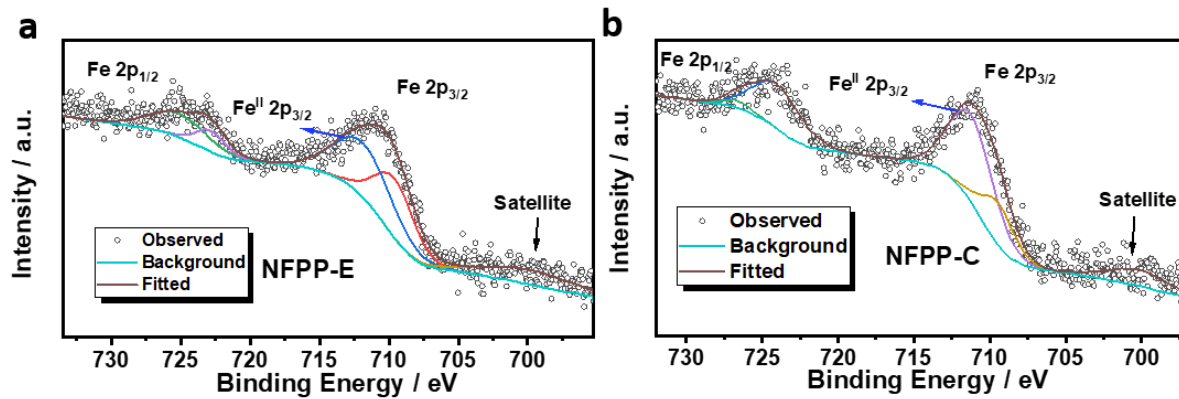 a
Fe 2p1/2
Fe 2p3/2
FeII 2p3/2
Satellite
Observed
Background
Fitted
NFPP-E
Intensity / a.u.
730 725 720 715 710 705 700
Binding Energy / eV
b
Fe 2p1/2
Fe 2p3/2
FeII 2p3/2
Satellite
Observed
Background
Fitted
NFPP-C
Intensity / a.u.
730 725 720 715 710 705 700
Binding Energy / eV